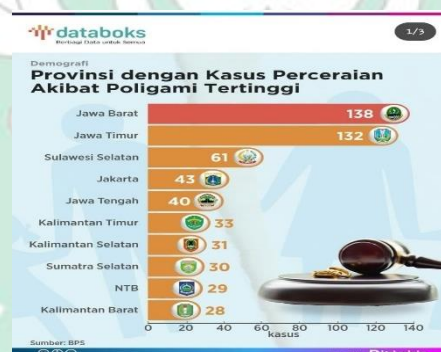 databoks
Berbagi Data untuk Semua
1/3
Demografi
Provinsi dengan Kasus Perceraian
Akibat Poligami Tertinggi
Jawa Barat 138
Jawa Timur 132
Sulawesi Selatan 61
Jakarta 43
Jawa Tengah 40
Kalimantan Timur 33
Kalimantan Selatan 31
Sumatra Selatan 30
NTB 29
Kalimantan Barat 28
0 20 40 60 80 100 120 140
kasus
Sumber: BPS